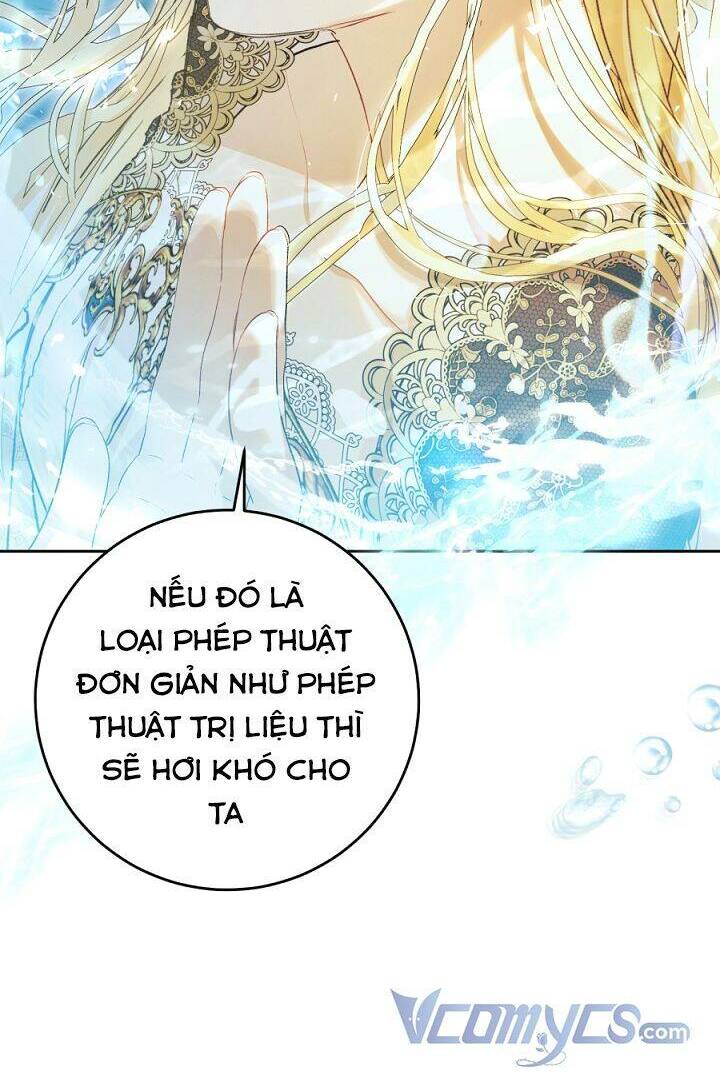 NẾU ĐÓ LÀ
LOẠI PHÉP THUẬT
ĐƠN GIẢN NHƯ PHÉP
THUẬT TRỊ LIỆU THÌ
SẼ HƠI KHÓ CHO
TA
VCOMYCS.com